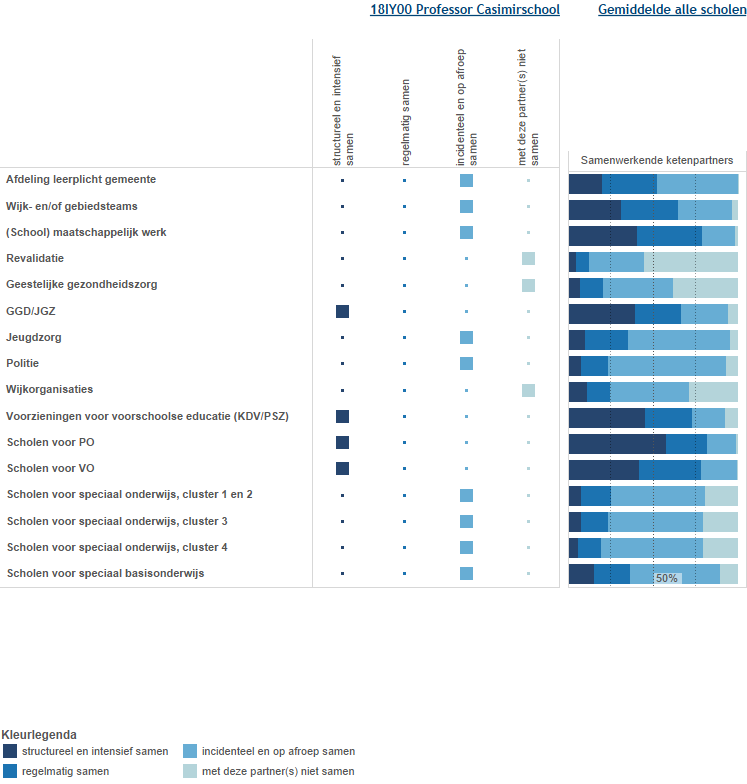 18IY00 Professor Casimirschool
Gemiddelde alle scholen
structureel en intensief
samen
regelmatig samen
incidenteel en op afroep
samen
met deze partner(s) niet
samen
Samenwerkende ketenpartners
Afdeling leerplicht gemeente
Wijk- en/of gebiedsteams
(School) maatschappelijk werk
Revalidatie
Geestelijke gezondheidszorg
GGD/JGZ
Jeugdzorg
Politie
Wijkorganisaties
Voorzieningen voor voorschoolse educatie (KDV/PSZ)
Scholen voor PO
Scholen voor VO
Scholen voor speciaal onderwijs, cluster 1 en 2
Scholen voor speciaal onderwijs, cluster 3
Scholen voor speciaal onderwijs, cluster 4
Scholen voor speciaal basisonderwijs
50%
Kleurlegenda
structureel en intensief samen
incidenteel en op afroep samen
regelmatig samen
met deze partner(s) niet samen